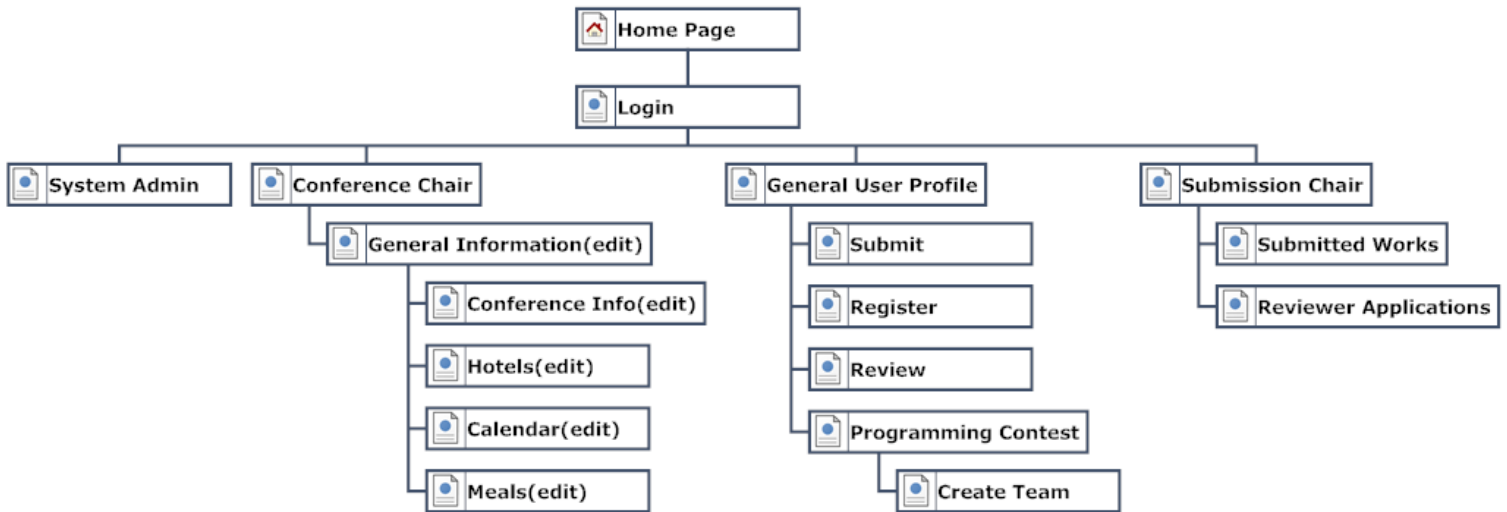 Home Page
Login
System Admin
Conference Chair
General User Profile
Submission Chair
General Information(edit)
Submit
Submitted Works
Conference Info(edit)
Register
Reviewer Applications
Hotels(edit)
Review
Calendar(edit)
Programming Contest
Meals(edit)
Create Team